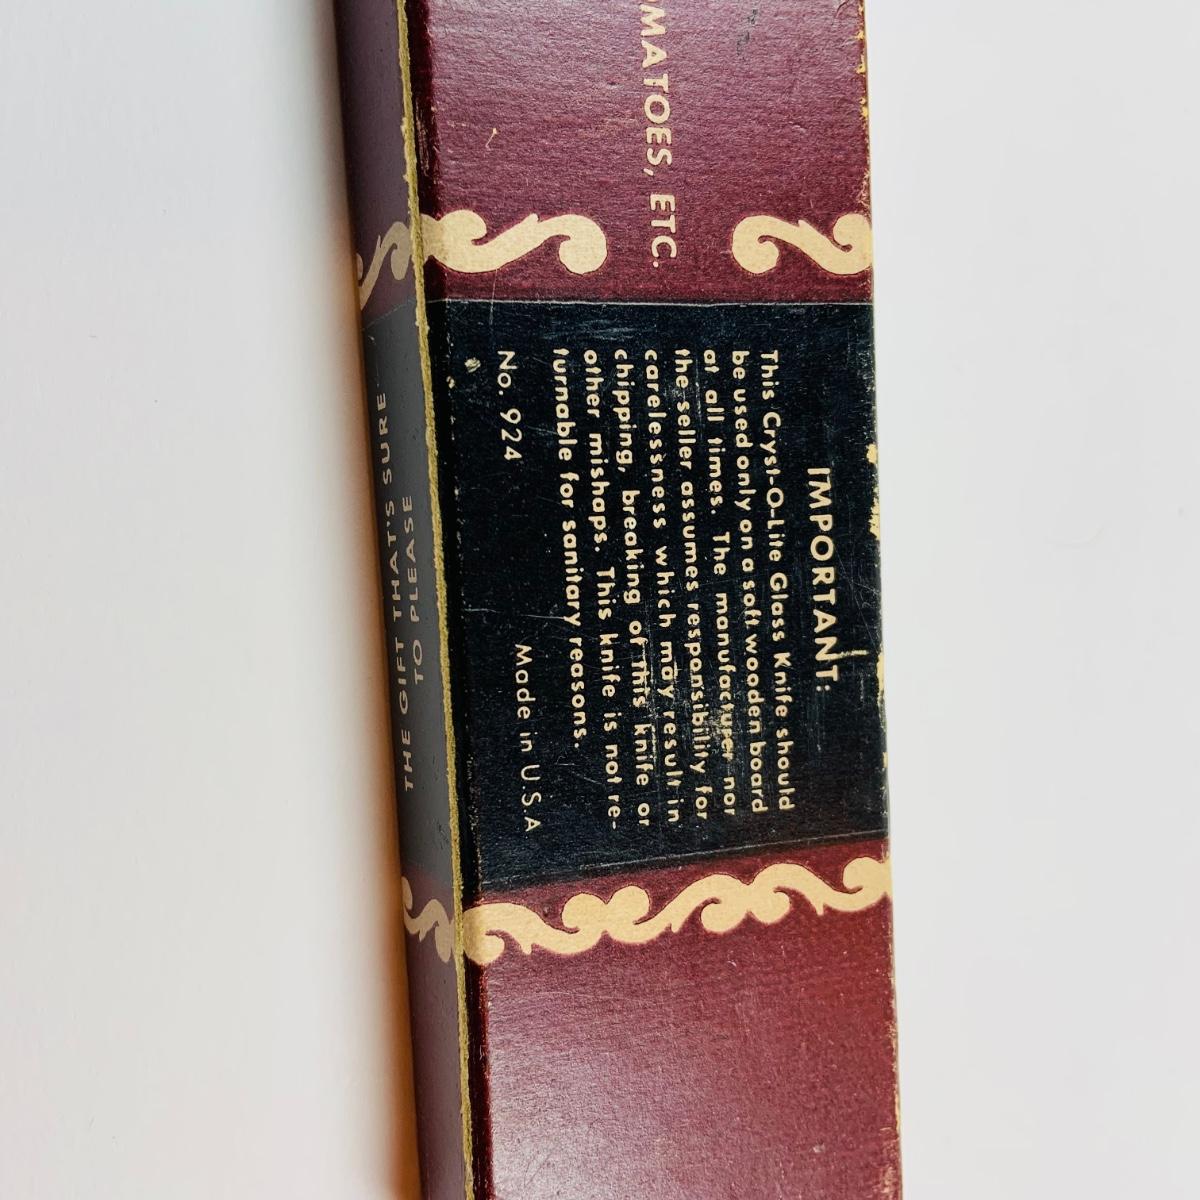 OMATOES, ETC.
IMPORTANT:
This Cryst-O-Lite Glass Knife should
be used only on a soft wooden board
at all times. The manufacturer nor
the seller assumes responsibility for
carelessness which may result in
chipping, breaking of this knife or
other mishaps. This knife is not re-
turnable for sanitary reasons.
No. 924 Made in U.S.A
THE GIFT THAT'S SURE
TO PLEASE